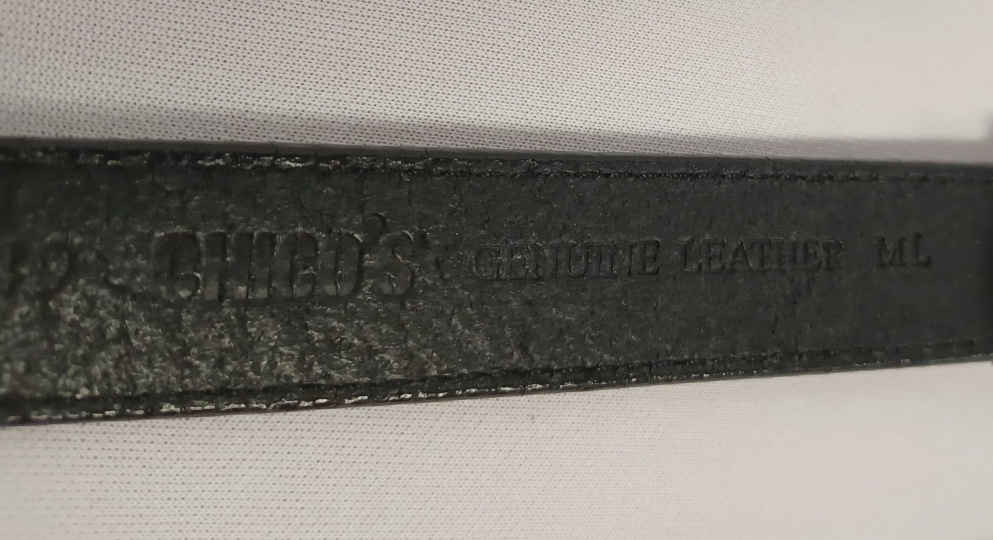 CHICO'S GENUINE LEATHER ML